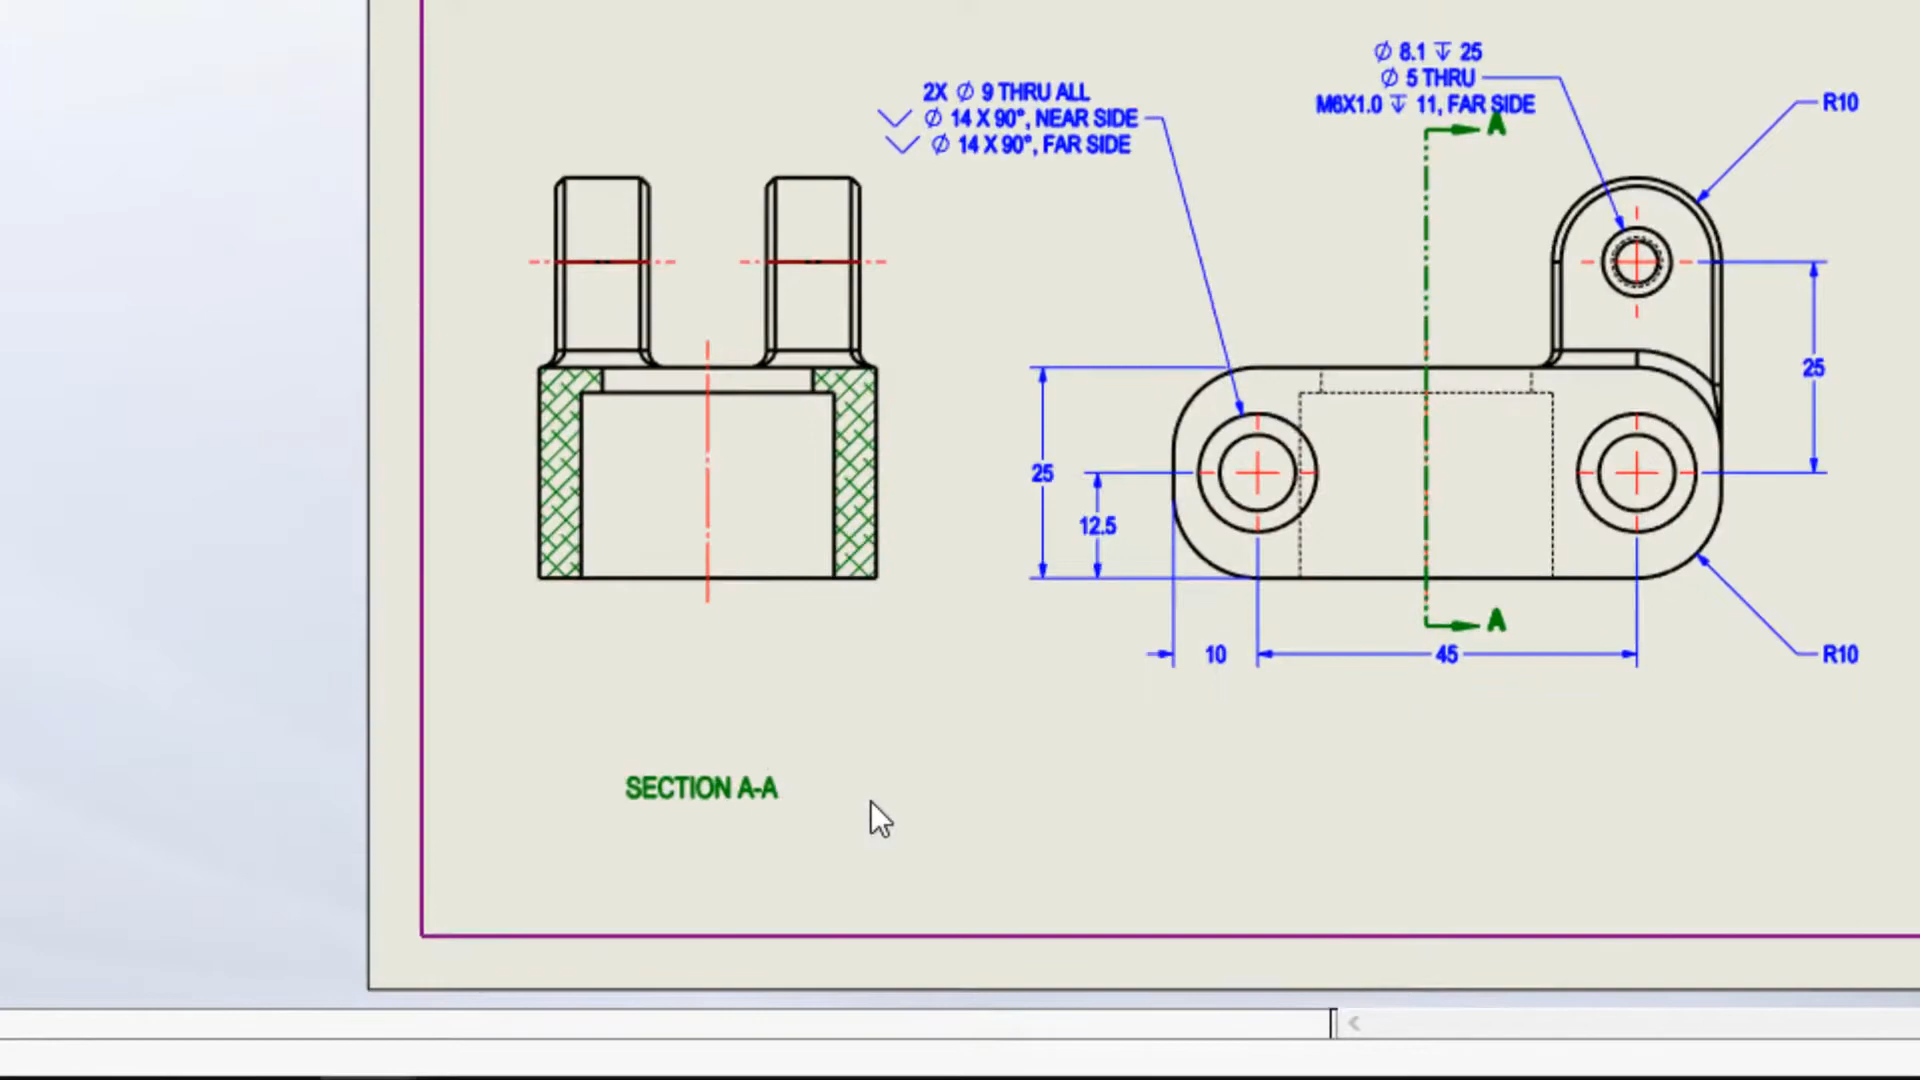 Ø 8.1 ↧ 25
Ø 5 THRU
M6X1.0 ↧ 11, FAR SIDE
2X Ø 9 THRU ALL
⌵ Ø 14 X 90°, NEAR SIDE
⌵ Ø 14 X 90°, FAR SIDE
R10
A
25
25
12.5
A
10
45
R10
SECTION A-A